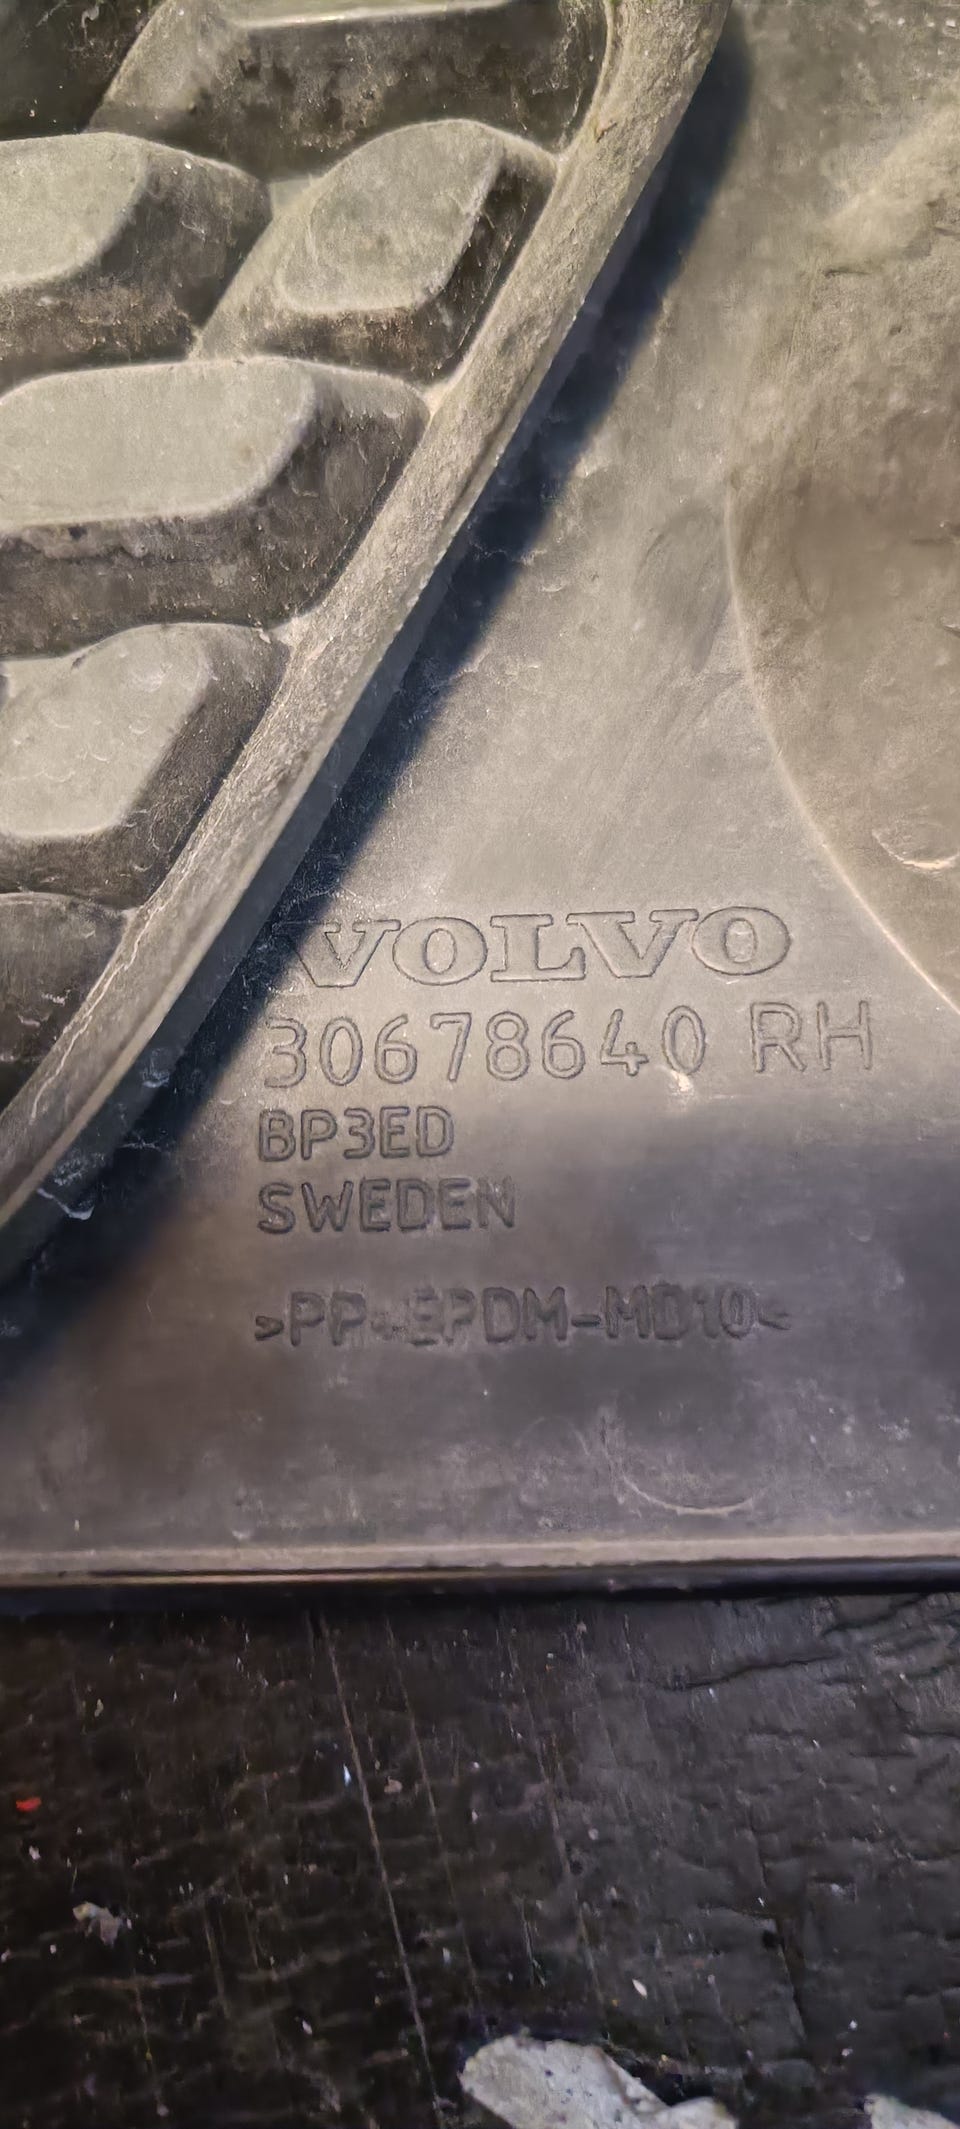 VOLVO
30678640 RH
BP3ED
SWEDEN
>PP+EPDM-MD10<